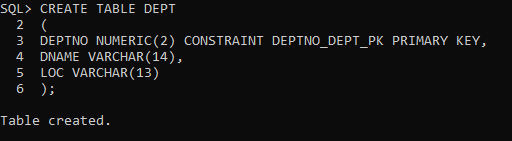 SQL> CREATE TABLE DEPT
  2  (
  3  DEPTNO NUMERIC(2) CONSTRAINT DEPTNO_DEPT_PK PRIMARY KEY,
  4  DNAME VARCHAR(14),
  5  LOC VARCHAR(13)
  6  );
Table created.